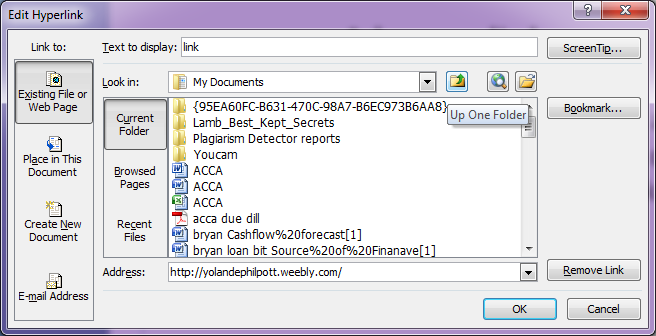 Edit Hyperlink
Link to:
Text to display: link
ScreenTip...
Existing File or Web Page
Look in: My Documents
Up One Folder
Bookmark...
Current Folder
{95EA60FC-B631-470C-98A7-B6EC973B6AA8}
Lamb_Best_Kept_Secrets
Plagiarism Detector reports
Youcam
Place in This Document
Browsed Pages
ACCA
ACCA
ACCA
Create New Document
Recent Files
acca due dill
bryan Cashflow%20forecast[1]
bryan loan bit Source%20of%20Finanave[1]
E-mail Address
Address: http://yolandephilpott.weebly.com/
Remove Link
OK
Cancel